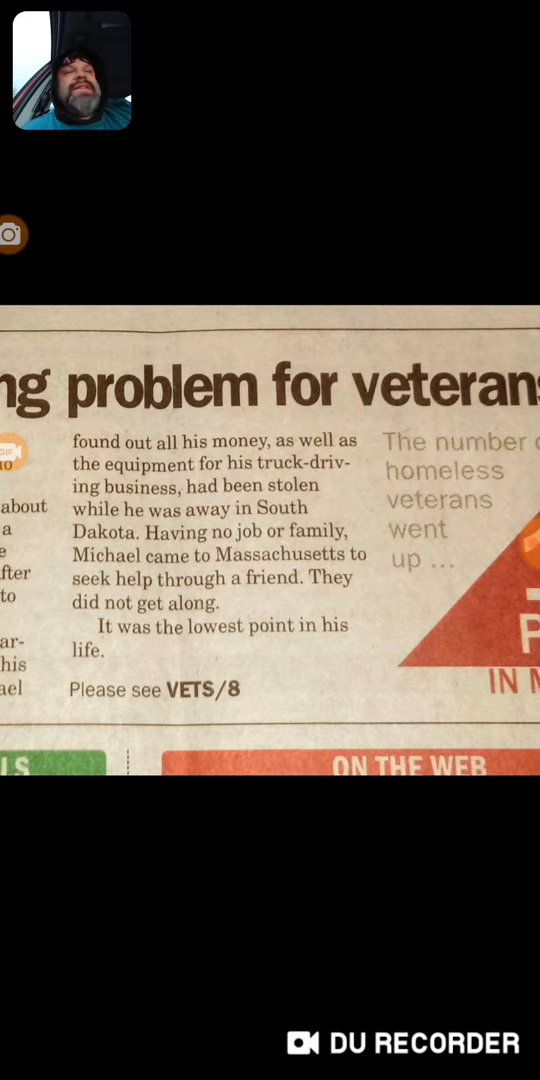 ng problem for veterans
about
a
fter
to
ar-
his
ael
found out all his money, as well as
the equipment for his truck-driv-
ing business, had been stolen
while he was away in South
Dakota. Having no job or family,
Michael came to Massachusetts to
seek help through a friend. They
did not get along.
It was the lowest point in his
life.
Please see VETS/8
The number o
homeless
veterans
went
up ...
P
IN M
LS
ON THE WEB
GIF
DU RECORDER